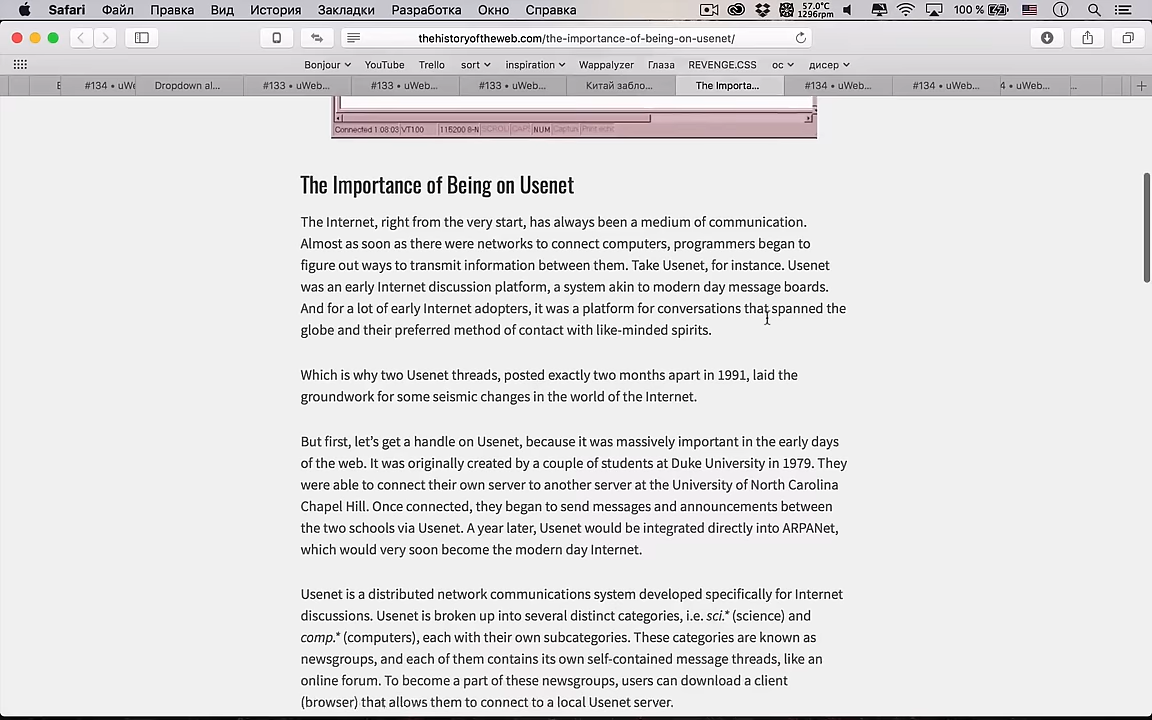 Safari Файл Правка Вид История Закладки Разработка Окно Справка 57.0°C 1296rpm 100 %
thehistoryoftheweb.com/the-importance-of-being-on-usenet/
Bonjour YouTube Trello sort inspiration Wappalyzer Глаза REVENGE.CSS ос дисер
#134 • uWe Dropdown al... #133 • uWeb... #133 • uWeb... #133 • uWeb... Китай забло... The Importa... #134 • uWeb... #134 • uWeb... 4 • uWeb... ...
Connected 1:08:03 VT100 115200 8-N SCROLL CAPS NUM Capture Print echo
The Importance of Being on Usenet
The Internet, right from the very start, has always been a medium of communication.
Almost as soon as there were networks to connect computers, programmers began to
figure out ways to transmit information between them. Take Usenet, for instance. Usenet
was an early Internet discussion platform, a system akin to modern day message boards.
And for a lot of early Internet adopters, it was a platform for conversations that spanned the
globe and their preferred method of contact with like-minded spirits.
Which is why two Usenet threads, posted exactly two months apart in 1991, laid the
groundwork for some seismic changes in the world of the Internet.
But first, let’s get a handle on Usenet, because it was massively important in the early days
of the web. It was originally created by a couple of students at Duke University in 1979. They
were able to connect their own server to another server at the University of North Carolina
Chapel Hill. Once connected, they began to send messages and announcements between
the two schools via Usenet. A year later, Usenet would be integrated directly into ARPANet,
which would very soon become the modern day Internet.
Usenet is a distributed network communications system developed specifically for Internet
discussions. Usenet is broken up into several distinct categories, i.e. sci.* (science) and
comp.* (computers), each with their own subcategories. These categories are known as
newsgroups, and each of them contains its own self-contained message threads, like an
online forum. To become a part of these newsgroups, users can download a client
(browser) that allows them to connect to a local Usenet server.